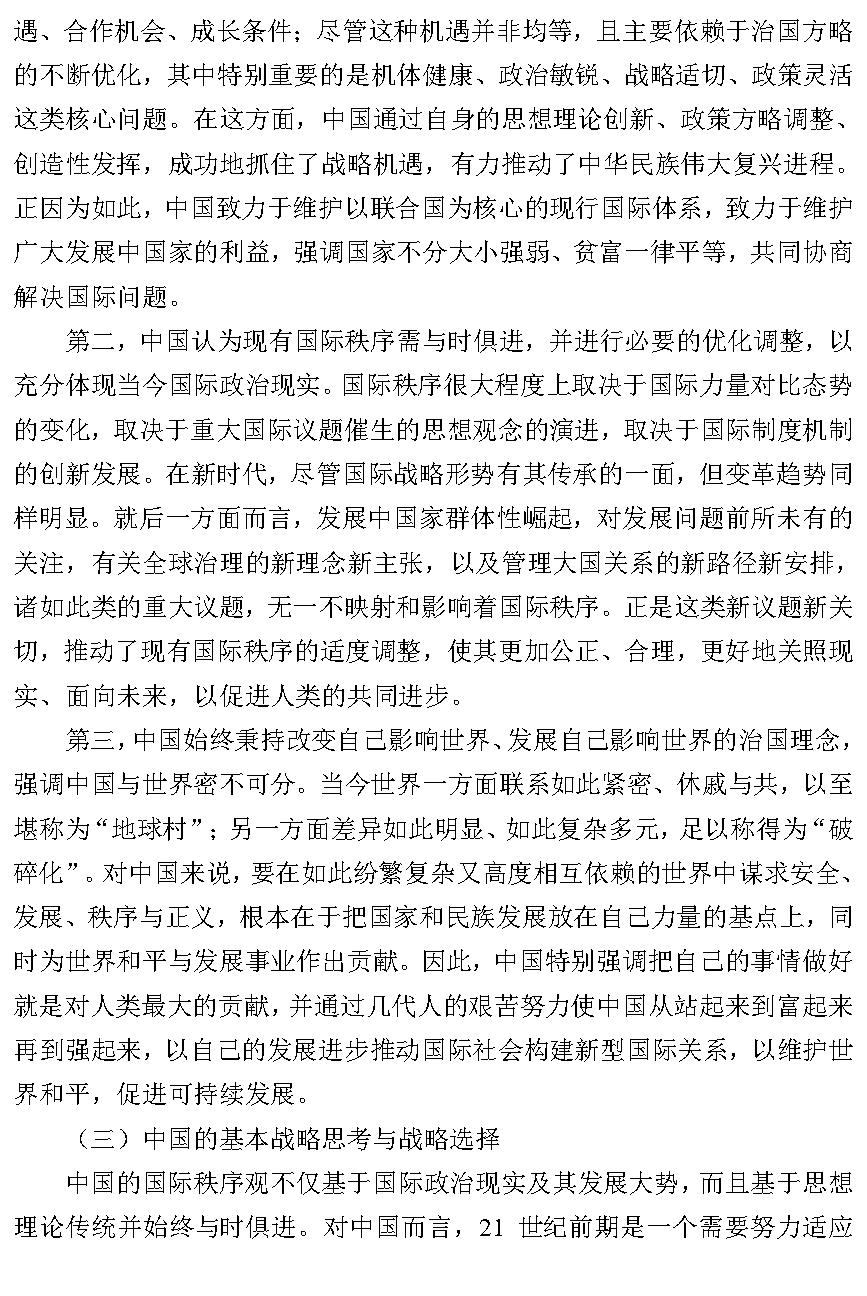 遇、合作机会、成长条件；尽管这种机遇并非均等，且主要依赖于治国方略
的不断优化，其中特别重要的是机体健康、政治敏锐、战略适切、政策灵活
这类核心问题。在这方面，中国通过自身的思想理论创新、政策方略调整、
创造性发挥，成功地抓住了战略机遇，有力推动了中华民族伟大复兴进程。
正因为如此，中国致力于维护以联合国为核心的现行国际体系，致力于维护
广大发展中国家的利益，强调国家不分大小强弱、贫富一律平等，共同协商
解决国际问题。
第二，中国认为现有国际秩序需与时俱进，并进行必要的优化调整，以
充分体现当今国际政治现实。国际秩序很大程度上取决于国际力量对比态势
的变化，取决于重大国际议题催生的思想观念的演进，取决于国际制度机制
的创新发展。在新时代，尽管国际战略形势有其传承的一面，但变革趋势同
样明显。就后一方面而言，发展中国家群体性崛起，对发展问题前所未有的
关注，有关全球治理的新理念新主张，以及管理大国关系的新路径新安排，
诸如此类的重大议题，无一不映射和影响着国际秩序。正是这类新议题新关
切，推动了现有国际秩序的适度调整，使其更加公正、合理，更好地关照现
实、面向未来，以促进人类的共同进步。
第三，中国始终秉持改变自己影响世界、发展自己影响世界的治国理念，
强调中国与世界密不可分。当今世界一方面联系如此紧密、休戚与共，以至
堪称为“地球村”；另一方面差异如此明显、如此复杂多元，足以称得为“破
碎化”。对中国来说，要在如此纷繁复杂又高度相互依赖的世界中谋求安全、
发展、秩序与正义，根本在于把国家和民族发展放在自己力量的基点上，同
时为世界和平与发展事业作出贡献。因此，中国特别强调把自己的事情做好
就是对人类最大的贡献，并通过几代人的艰苦努力使中国从站起来到富起来
再到强起来，以自己的发展进步推动国际社会构建新型国际关系，以维护世
界和平，促进可持续发展。
（三）中国的基本战略思考与战略选择
中国的国际秩序观不仅基于国际政治现实及其发展大势，而且基于思想
理论传统并始终与时俱进。对中国而言，21 世纪前期是一个需要努力适应